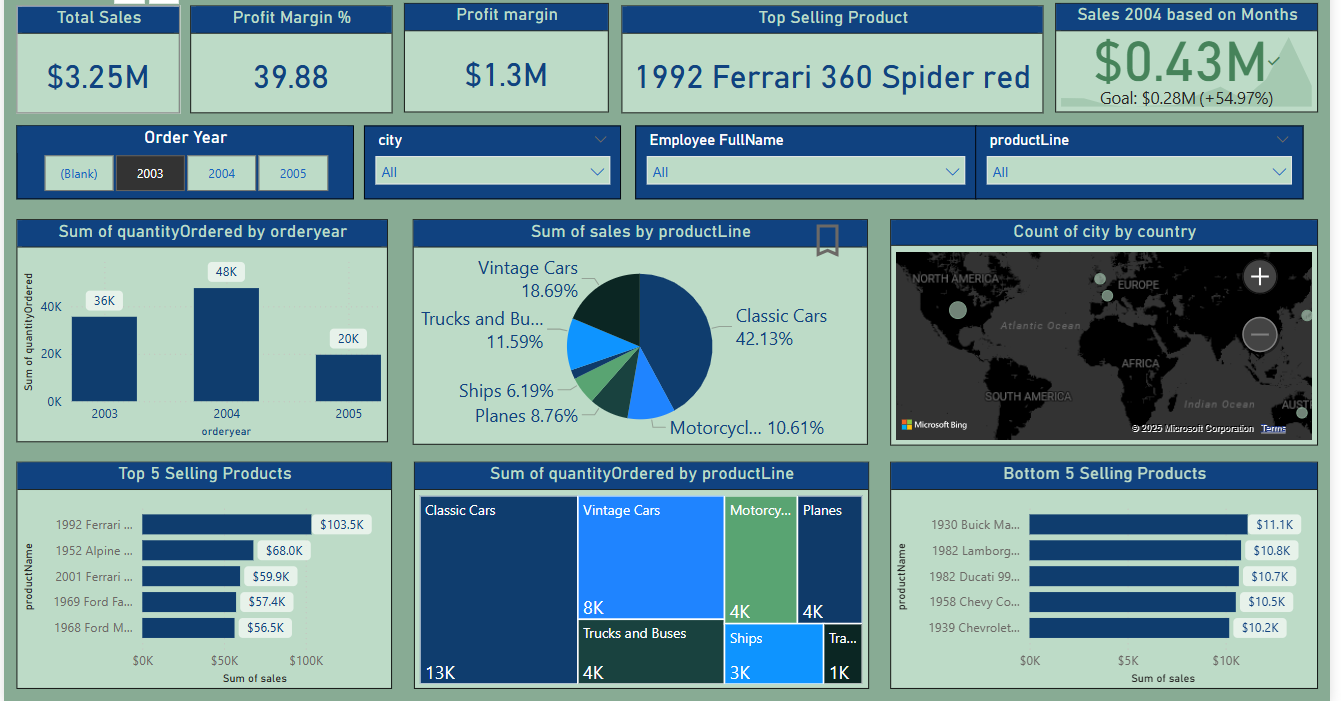 Total Sales
$3.25M
Profit Margin %
39.88
Profit margin
$1.3M
Top Selling Product
1992 Ferrari 360 Spider red
Sales 2004 based on Months
$0.43M
Goal: $0.28M (+54.97%)
Order Year
(Blank)
2003
2004
2005
city
All
Employee FullName
All
productLine
All
Sum of quantityOrdered by orderyear
Sum of quantityOrdered
40K
20K
0K
36K
48K
20K
2003
2004
2005
orderyear
Sum of sales by productLine
Vintage Cars
18.69%
Trucks and Bu...
11.59%
Ships 6.19%
Planes 8.76%
Classic Cars
42.13%
Motorcycl... 10.61%
Count of city by country
NORTH AMERICA
EUROPE
Atlantic Ocean
AFRICA
SOUTH AMERICA
Indian Ocean
AUST
Microsoft Bing
© 2025 Microsoft Corporation Terms
Top 5 Selling Products
productName
1992 Ferrari ...
$103.5K
1952 Alpine ...
$68.0K
2001 Ferrari ...
$59.9K
1969 Ford Fa...
$57.4K
1968 Ford M...
$56.5K
$0K
$50K
$100K
Sum of sales
Sum of quantityOrdered by productLine
Classic Cars
13K
Vintage Cars
8K
Trucks and Buses
4K
Motorcy...
4K
Planes
4K
Ships
3K
Tra...
1K
Bottom 5 Selling Products
productName
1930 Buick Ma...
$11.1K
1982 Lamborg...
$10.8K
1982 Ducati 99...
$10.7K
1958 Chevy Co...
$10.5K
1939 Chevrolet...
$10.2K
$0K
$5K
$10K
Sum of sales